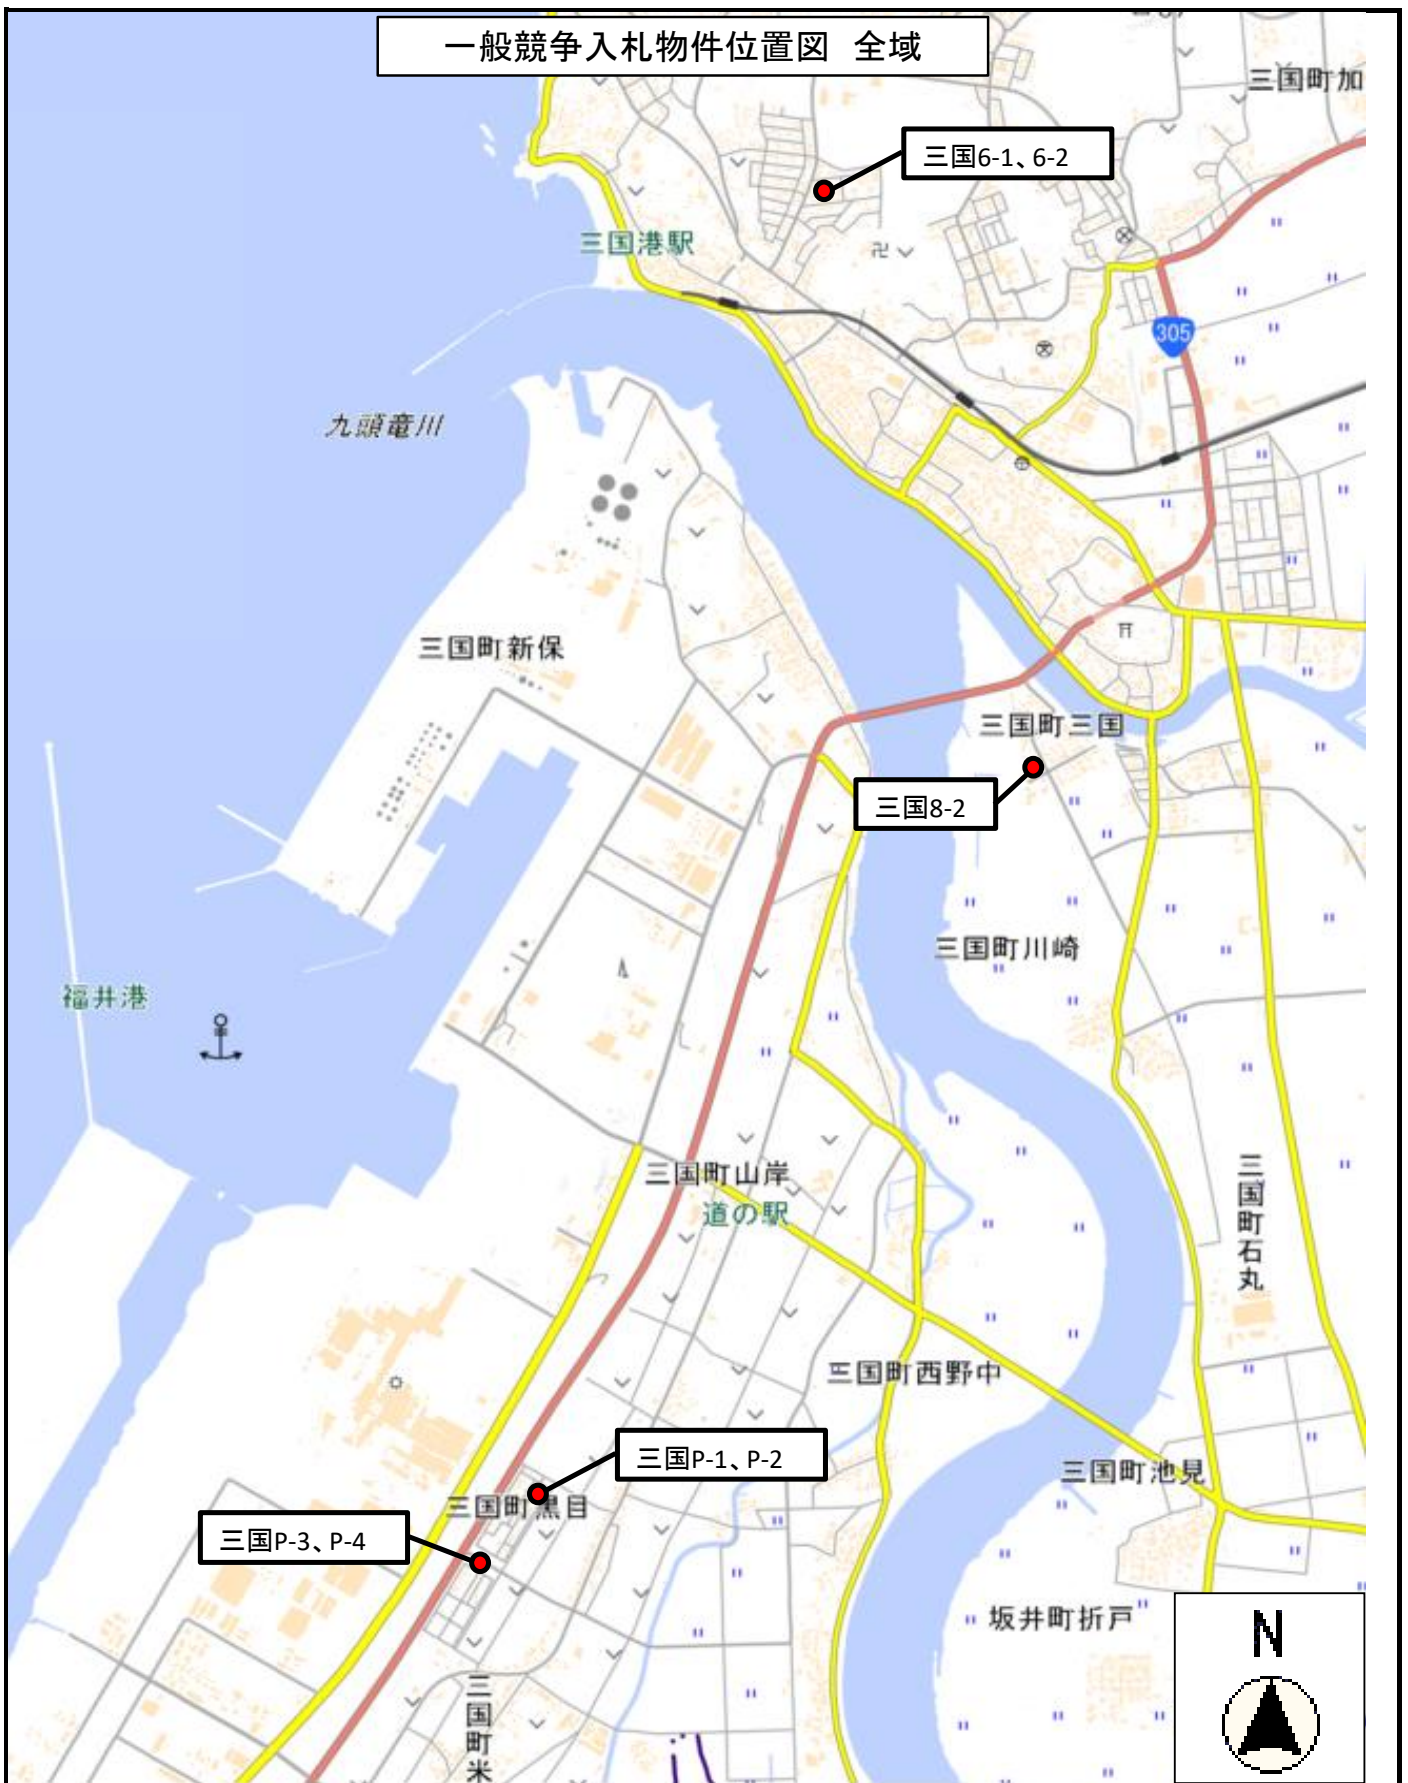 一般競争入札物件位置図 全域
三国町加
三国6-1、6-2
三国港駅
305
九頭竜川
三国町新保
三国町三国
三国8-2
三国町川崎
福井港
三国町山岸
道の駅
三国町石丸
三国町西野中
三国P-1、P-2
三国町池見
三国町黒目
三国P-3、P-4
坂井町折戸
N
三国町米